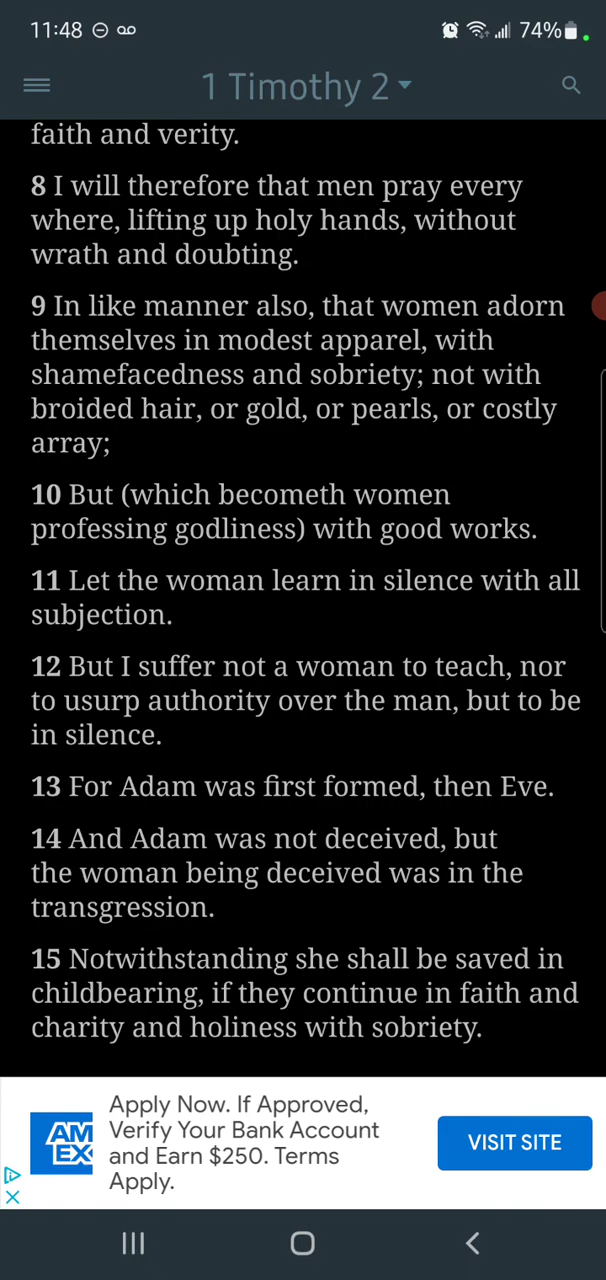 11:48 74%
1 Timothy 2
faith and verity.
8 I will therefore that men pray every
where, lifting up holy hands, without
wrath and doubting.
9 In like manner also, that women adorn
themselves in modest apparel, with
shamefacedness and sobriety; not with
broided hair, or gold, or pearls, or costly
array;
10 But (which becometh women
professing godliness) with good works.
11 Let the woman learn in silence with all
subjection.
12 But I suffer not a woman to teach, nor
to usurp authority over the man, but to be
in silence.
13 For Adam was first formed, then Eve.
14 And Adam was not deceived, but
the woman being deceived was in the
transgression.
15 Notwithstanding she shall be saved in
childbearing, if they continue in faith and
charity and holiness with sobriety.
AM
EX
Apply Now. If Approved,
Verify Your Bank Account
and Earn $250. Terms
Apply.
VISIT SITE